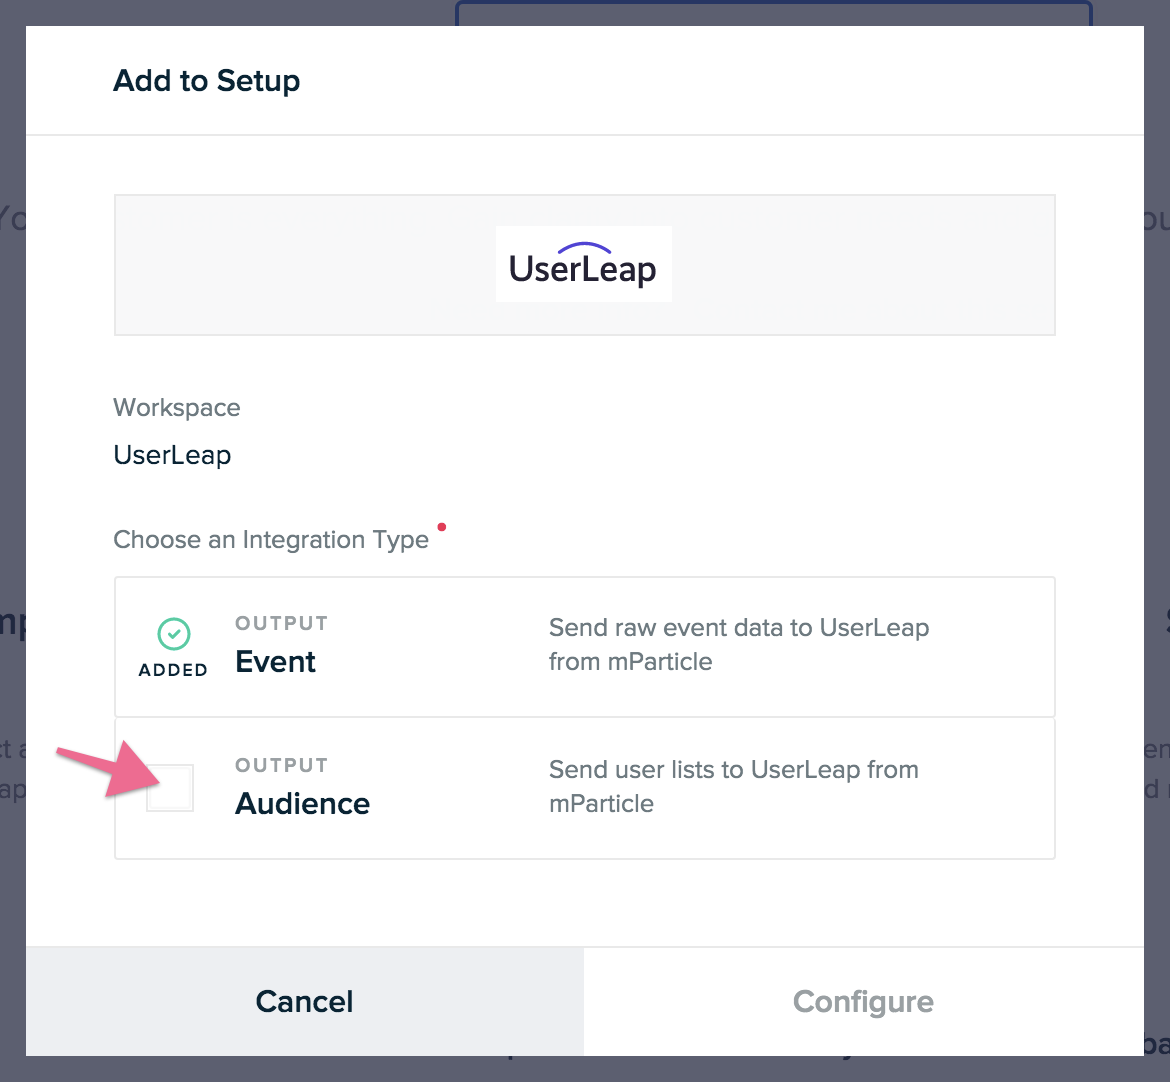 Add to Setup
UserLeap
Workspace
UserLeap
Choose an Integration Type
OUTPUT
Event
ADDED
Send raw event data to UserLeap
from mParticle
OUTPUT
Audience
Send user lists to UserLeap from
mParticle
Cancel
Configure